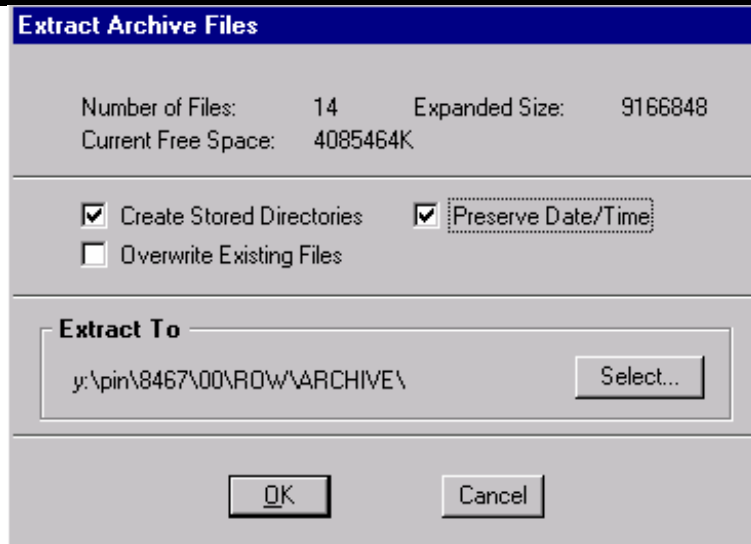 Extract Archive Files
Number of Files: 14 Expanded Size: 9166848
Current Free Space: 4085464K
Create Stored Directories Preserve Date/Time
Overwrite Existing Files
Extract To
y:\pin\8467\00\ROW\ARCHIVE\ Select...
OK Cancel